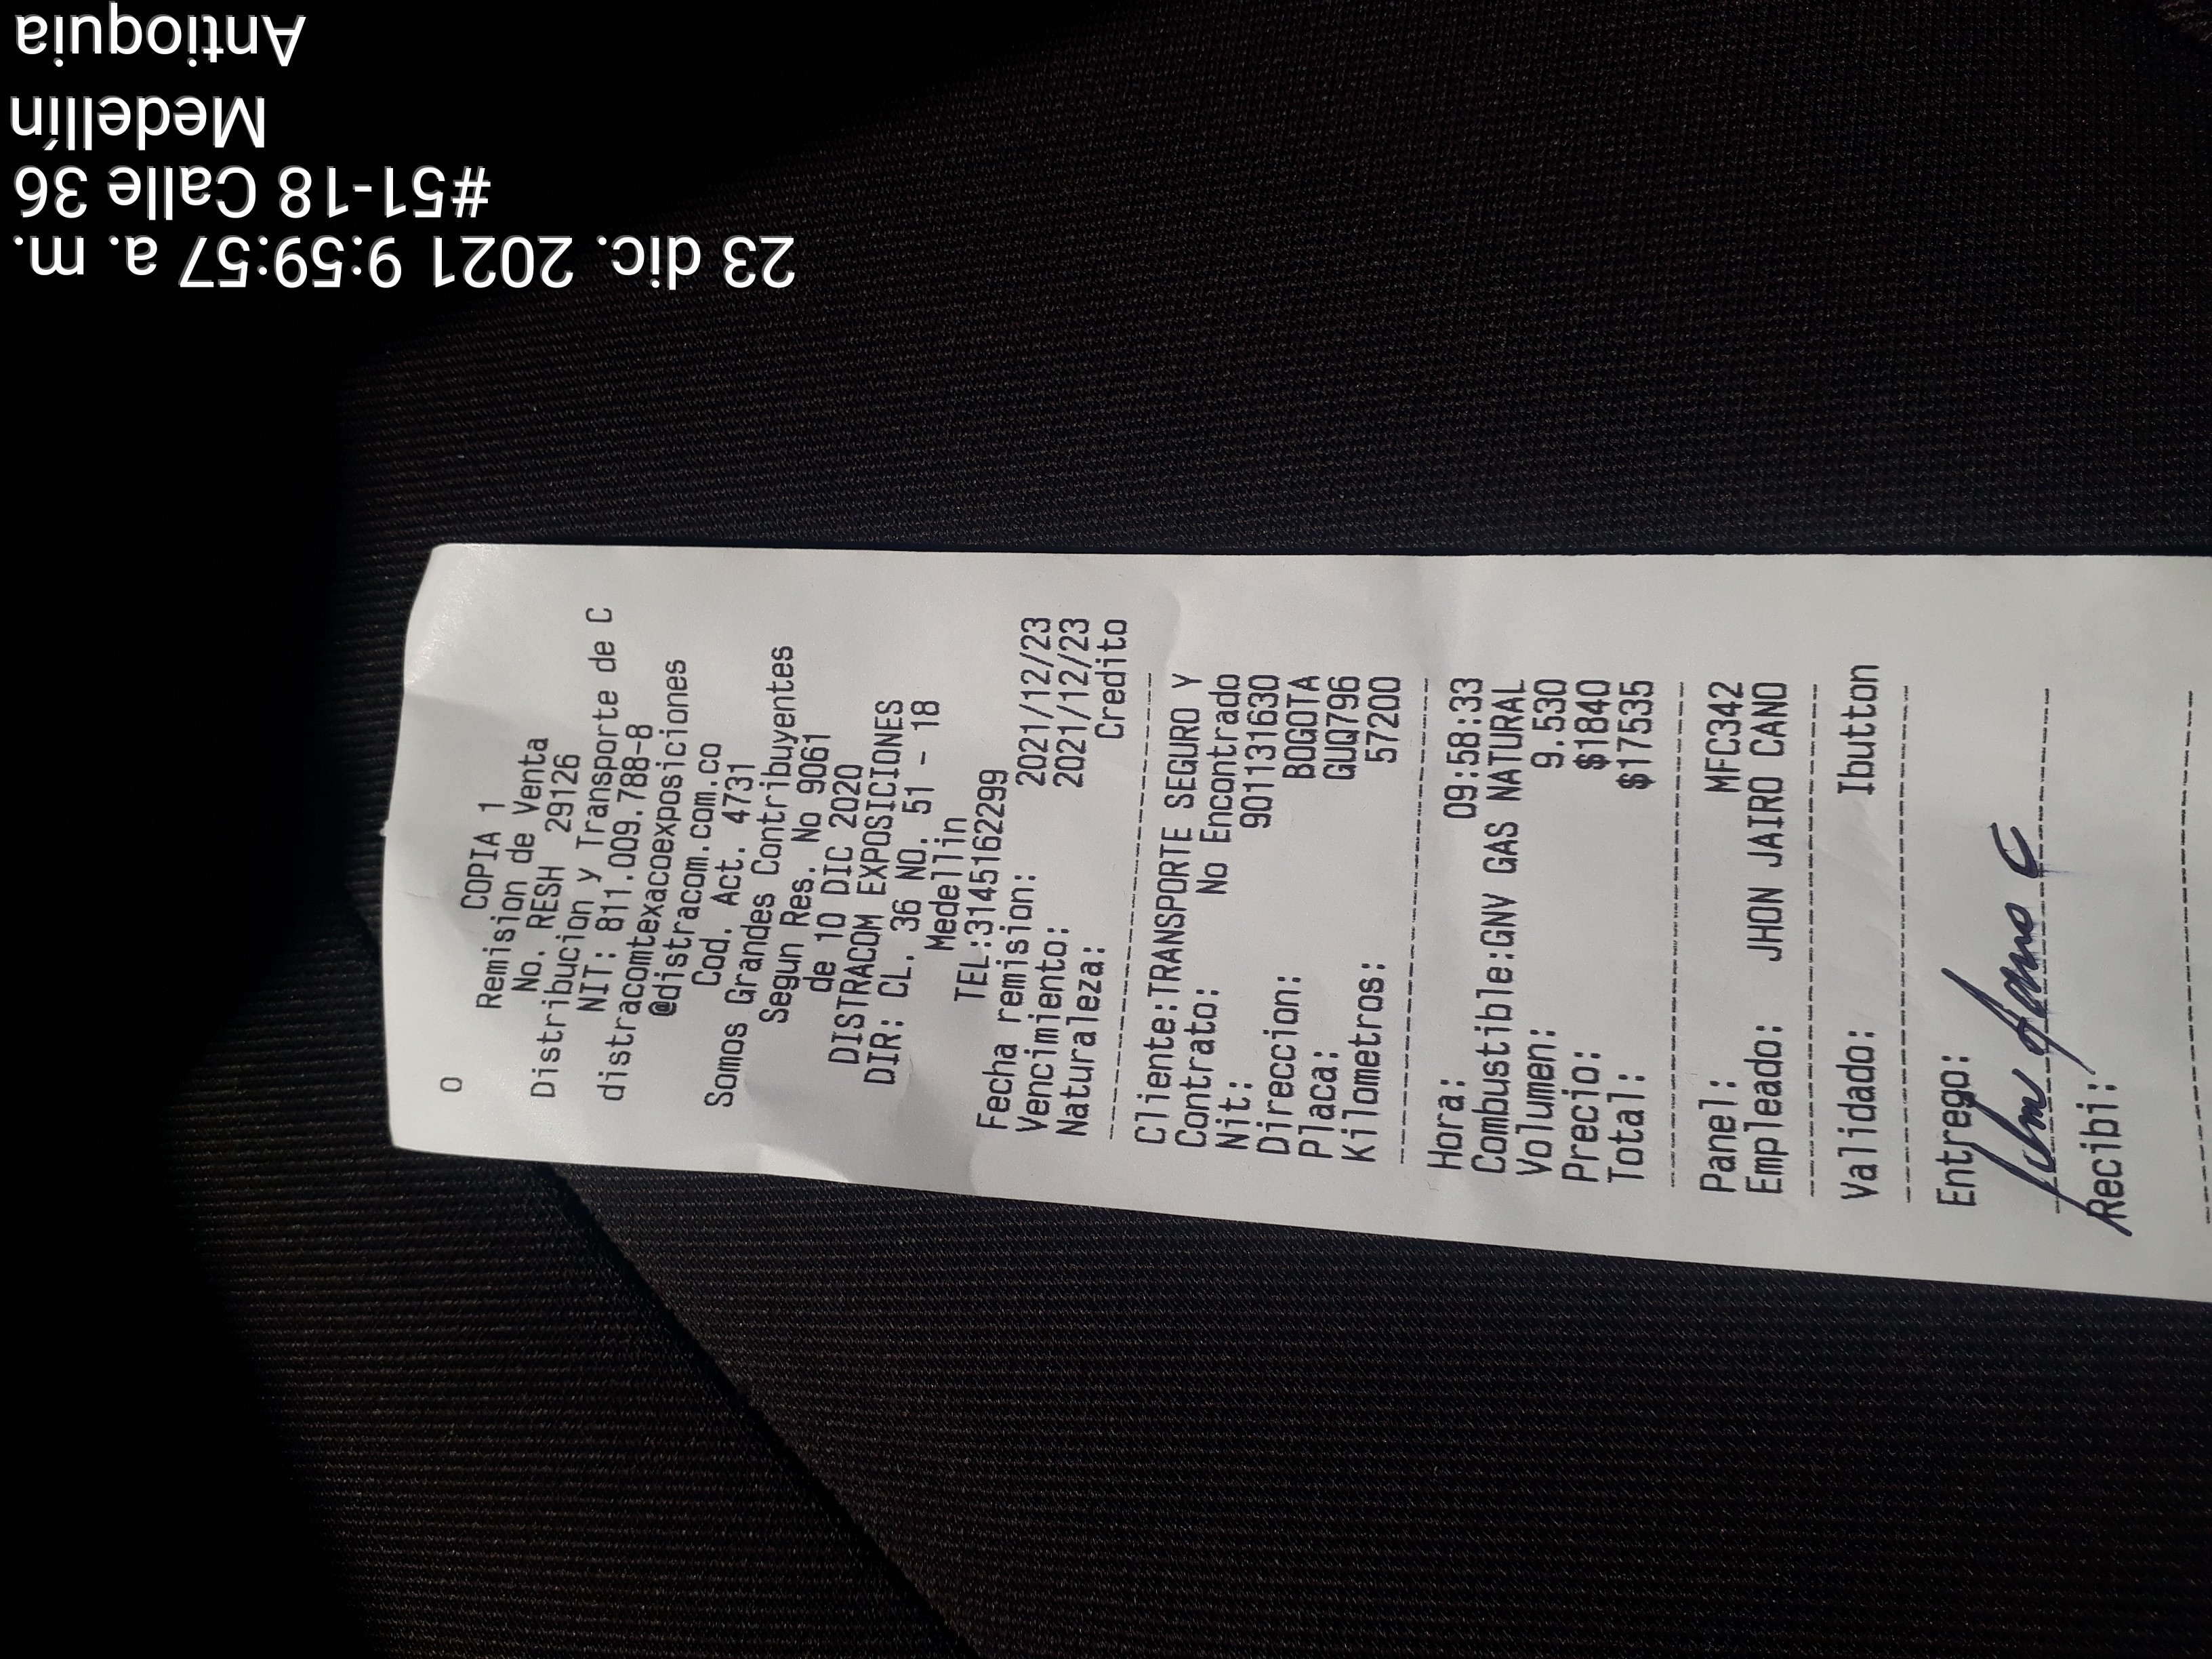 23 dic. 2021 9:59:57 a. m.
#51-18 Calle 36
Medellín
Antioquia
O
COPIA 1
Remision de Venta
No. RESH 29126
Distribucion y Transporte de C
NIT: 811.009.788-8
distracomtexacoexposiciones
@distracom.com.co
Cod. Act. 4731
Somos Grandes Contribuyentes
Segun Res. No 9061
de 10 DIC 2020
DISTRACOM EXPOSICIONES
DIR: CL. 36 NO. 51 - 18
Medellin
TEL:3145162299
Fecha remision: 2021/12/23
Vencimiento: 2021/12/23
Naturaleza: Credito
Cliente:TRANSPORTE SEGURO Y
Contrato: No Encontrado
Nit: 901131630
Direccion: BOGOTA
Placa: GUQ796
Kilometros: 57200
Hora: 09:58:33
Combustible:GNV GAS NATURAL
Volumen: 9.530
Precio: $1840
Total: $17535
Panel: MFC342
Empleado: JHON JAIRO CANO
Validado: Ibutton
Entrego:
Recibi: